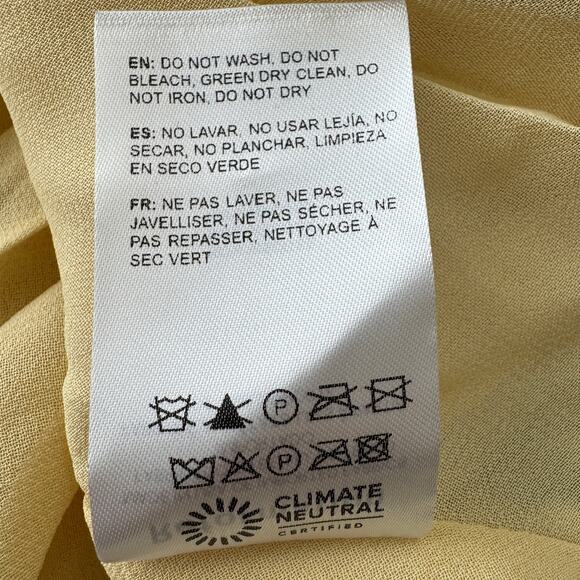 EN: DO NOT WASH, DO NOT
BLEACH, GREEN DRY CLEAN, DO
NOT IRON, DO NOT DRY
ES: NO LAVAR, NO USAR LEJÍA, NO
SECAR, NO PLANCHAR, LIMPIEZA
EN SECO VERDE
FR: NE PAS LAVER, NE PAS
JAVELLISER, NE PAS SÉCHER, NE
PAS REPASSER, NETTOYAGE À
SEC VERT
P
P
CLIMATE
NEUTRAL
CERTIFIED